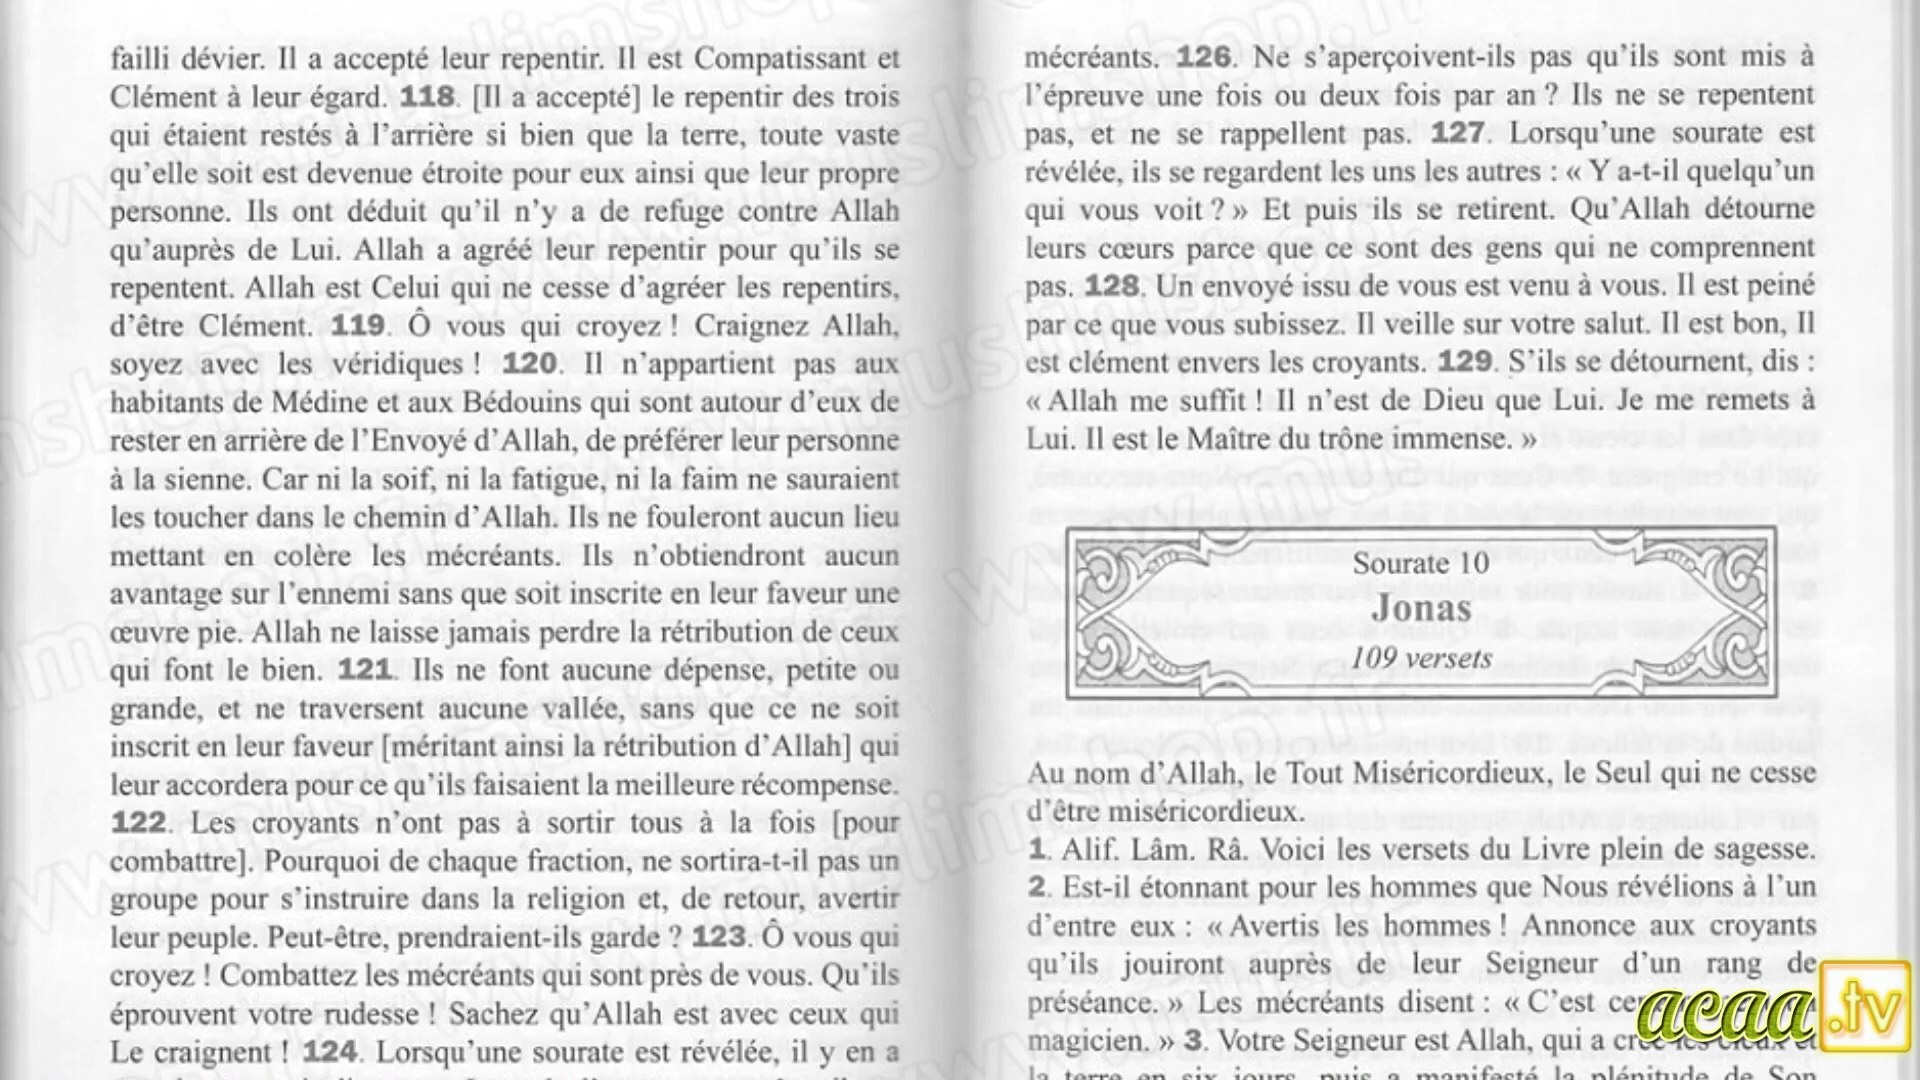 failli dévier. Il a accepté leur repentir. Il est Compatissant et
Clément à leur égard. 118. [Il a accepté] le repentir des trois
qui étaient restés à l'arrière si bien que la terre, toute vaste
qu'elle soit est devenue étroite pour eux ainsi que leur propre
personne. Ils ont déduit qu'il n'y a de refuge contre Allah
qu'auprès de Lui. Allah a agréé leur repentir pour qu'ils se
repentent. Allah est Celui qui ne cesse d'agréer les repentirs,
d'être Clément. 119. Ô vous qui croyez ! Craignez Allah,
soyez avec les véridiques ! 120. Il n'appartient pas aux
habitants de Médine et aux Bédouins qui sont autour d'eux de
rester en arrière de l'Envoyé d'Allah, de préférer leur personne
à la sienne. Car ni la soif, ni la fatigue, ni la faim ne sauraient
les toucher dans le chemin d'Allah. Ils ne fouleront aucun lieu
mettant en colère les mécréants. Ils n'obtiendront aucun
avantage sur l'ennemi sans que soit inscrite en leur faveur une
œuvre pie. Allah ne laisse jamais perdre la rétribution de ceux
qui font le bien. 121. Ils ne font aucune dépense, petite ou
grande, et ne traversent aucune vallée, sans que ce ne soit
inscrit en leur faveur [méritant ainsi la rétribution d'Allah] qui
leur accordera pour ce qu'ils faisaient la meilleure récompense.
122. Les croyants n'ont pas à sortir tous à la fois [pour
combattre]. Pourquoi de chaque fraction, ne sortira-t-il pas un
groupe pour s'instruire dans la religion et, de retour, avertir
leur peuple. Peut-être, prendraient-ils garde ? 123. Ô vous qui
croyez ! Combattez les mécréants qui sont près de vous. Qu'ils
éprouvent votre rudesse ! Sachez qu'Allah est avec ceux qui
Le craignent ! 124. Lorsqu'une sourate est révélée, il y en a
mécréants. 126. Ne s'aperçoivent-ils pas qu'ils sont mis à
l'épreuve une fois ou deux fois par an ? Ils ne se repentent
pas, et ne se rappellent pas. 127. Lorsqu'une sourate est
révélée, ils se regardent les uns les autres : « Y a-t-il quelqu'un
qui vous voit ? » Et puis ils se retirent. Qu'Allah détourne
leurs cœurs parce que ce sont des gens qui ne comprennent
pas. 128. Un envoyé issu de vous est venu à vous. Il est peiné
par ce que vous subissez. Il veille sur votre salut. Il est bon, Il
est clément envers les croyants. 129. S'ils se détournent, dis :
« Allah me suffit ! Il n'est de Dieu que Lui. Je me remets à
Lui. Il est le Maître du trône immense. »
Sourate 10
Jonas
109 versets
Au nom d'Allah, le Tout Miséricordieux, le Seul qui ne cesse
d'être miséricordieux.
1. Alif. Lâm. Râ. Voici les versets du Livre plein de sagesse.
2. Est-il étonnant pour les hommes que Nous révélions à l'un
d'entre eux : « Avertis les hommes ! Annonce aux croyants
qu'ils jouiront auprès de leur Seigneur d'un rang de
préséance. » Les mécréants disent : « C'est
magicien. » 3. Votre Seigneur est Allah, qui a
la terre en six jours, puis a manifesté la plénitude de Son
acaa.tv
www.muslimshop.fr